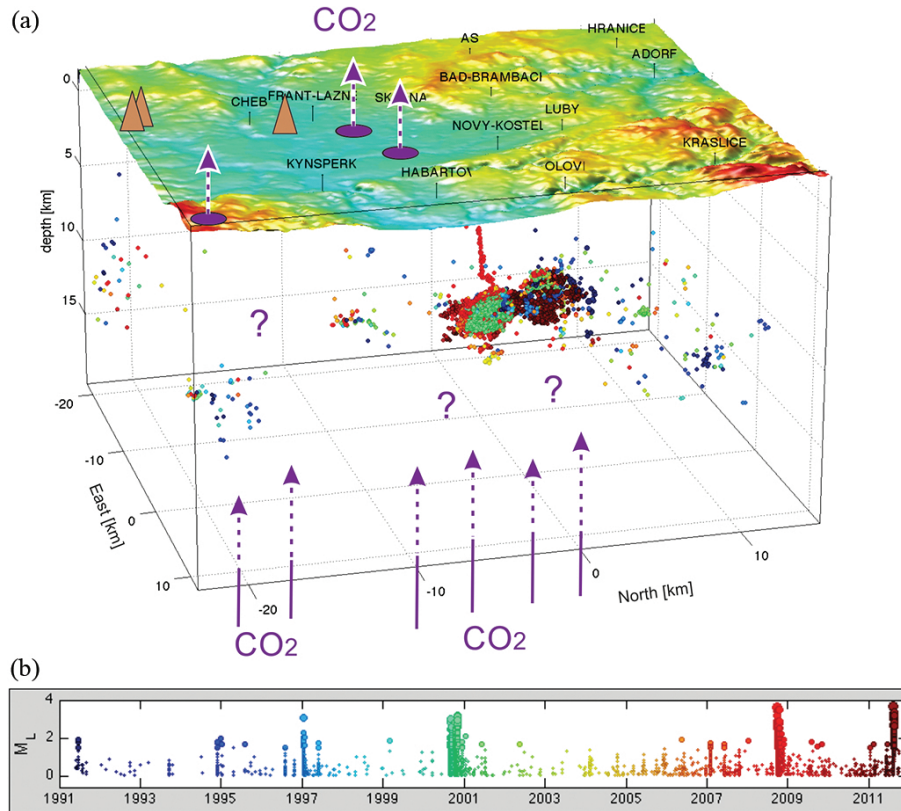 (a)
CO2
HRANICE
AS
ADORF
BAD-BRAMBACI
CHEB
FRANT-LAZN
SK
NA
LUBY
NOVY-KOSTEL
KRASLICE
KYNSPERK
HABARTOV
OLOVI
0
5
10
15
depth [km]
?
?
?
-20
-10
0
10
East [km]
-20
-10
0
10
North [km]
CO2
CO2
(b)
4
2
0
ML
1991
1993
1995
1997
1999
2001
2003
2005
2007
2009
2011